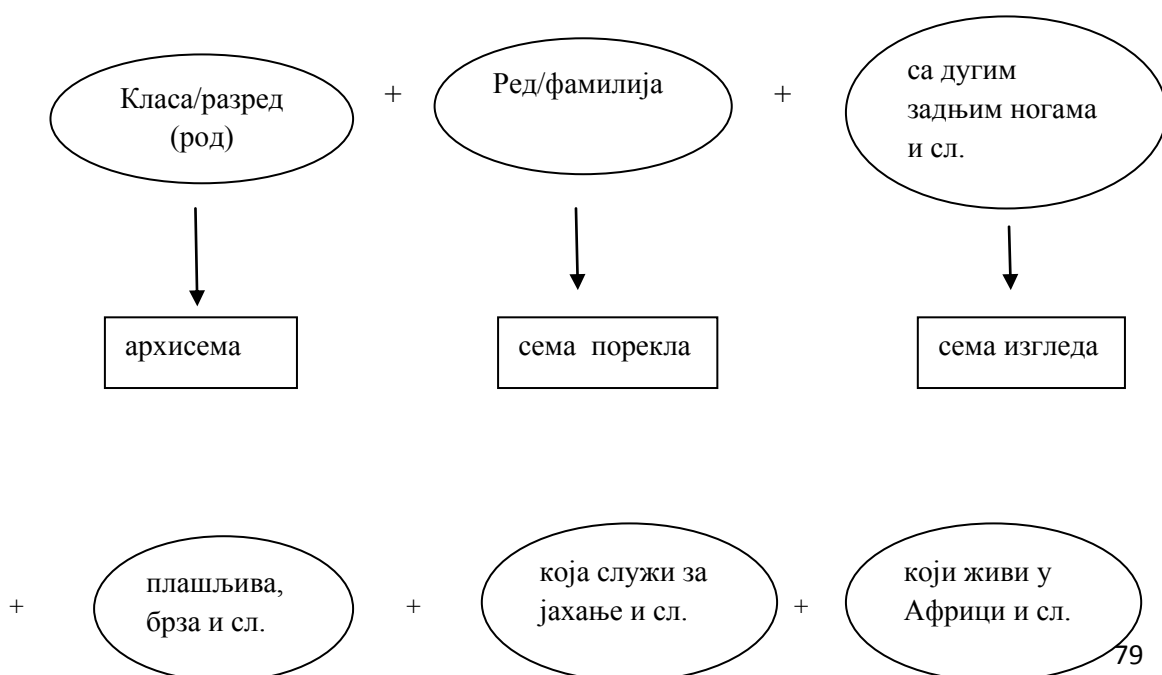 Класа/разред
(род)
+
Ред/фамилија
+
са дугим
задњим ногама
и сл.
архисема
сема порекла
сема изгледа
+
плашљива,
брза и сл.
+
која служи за
јахање и сл.
+
који живи у
Африци и сл.
79